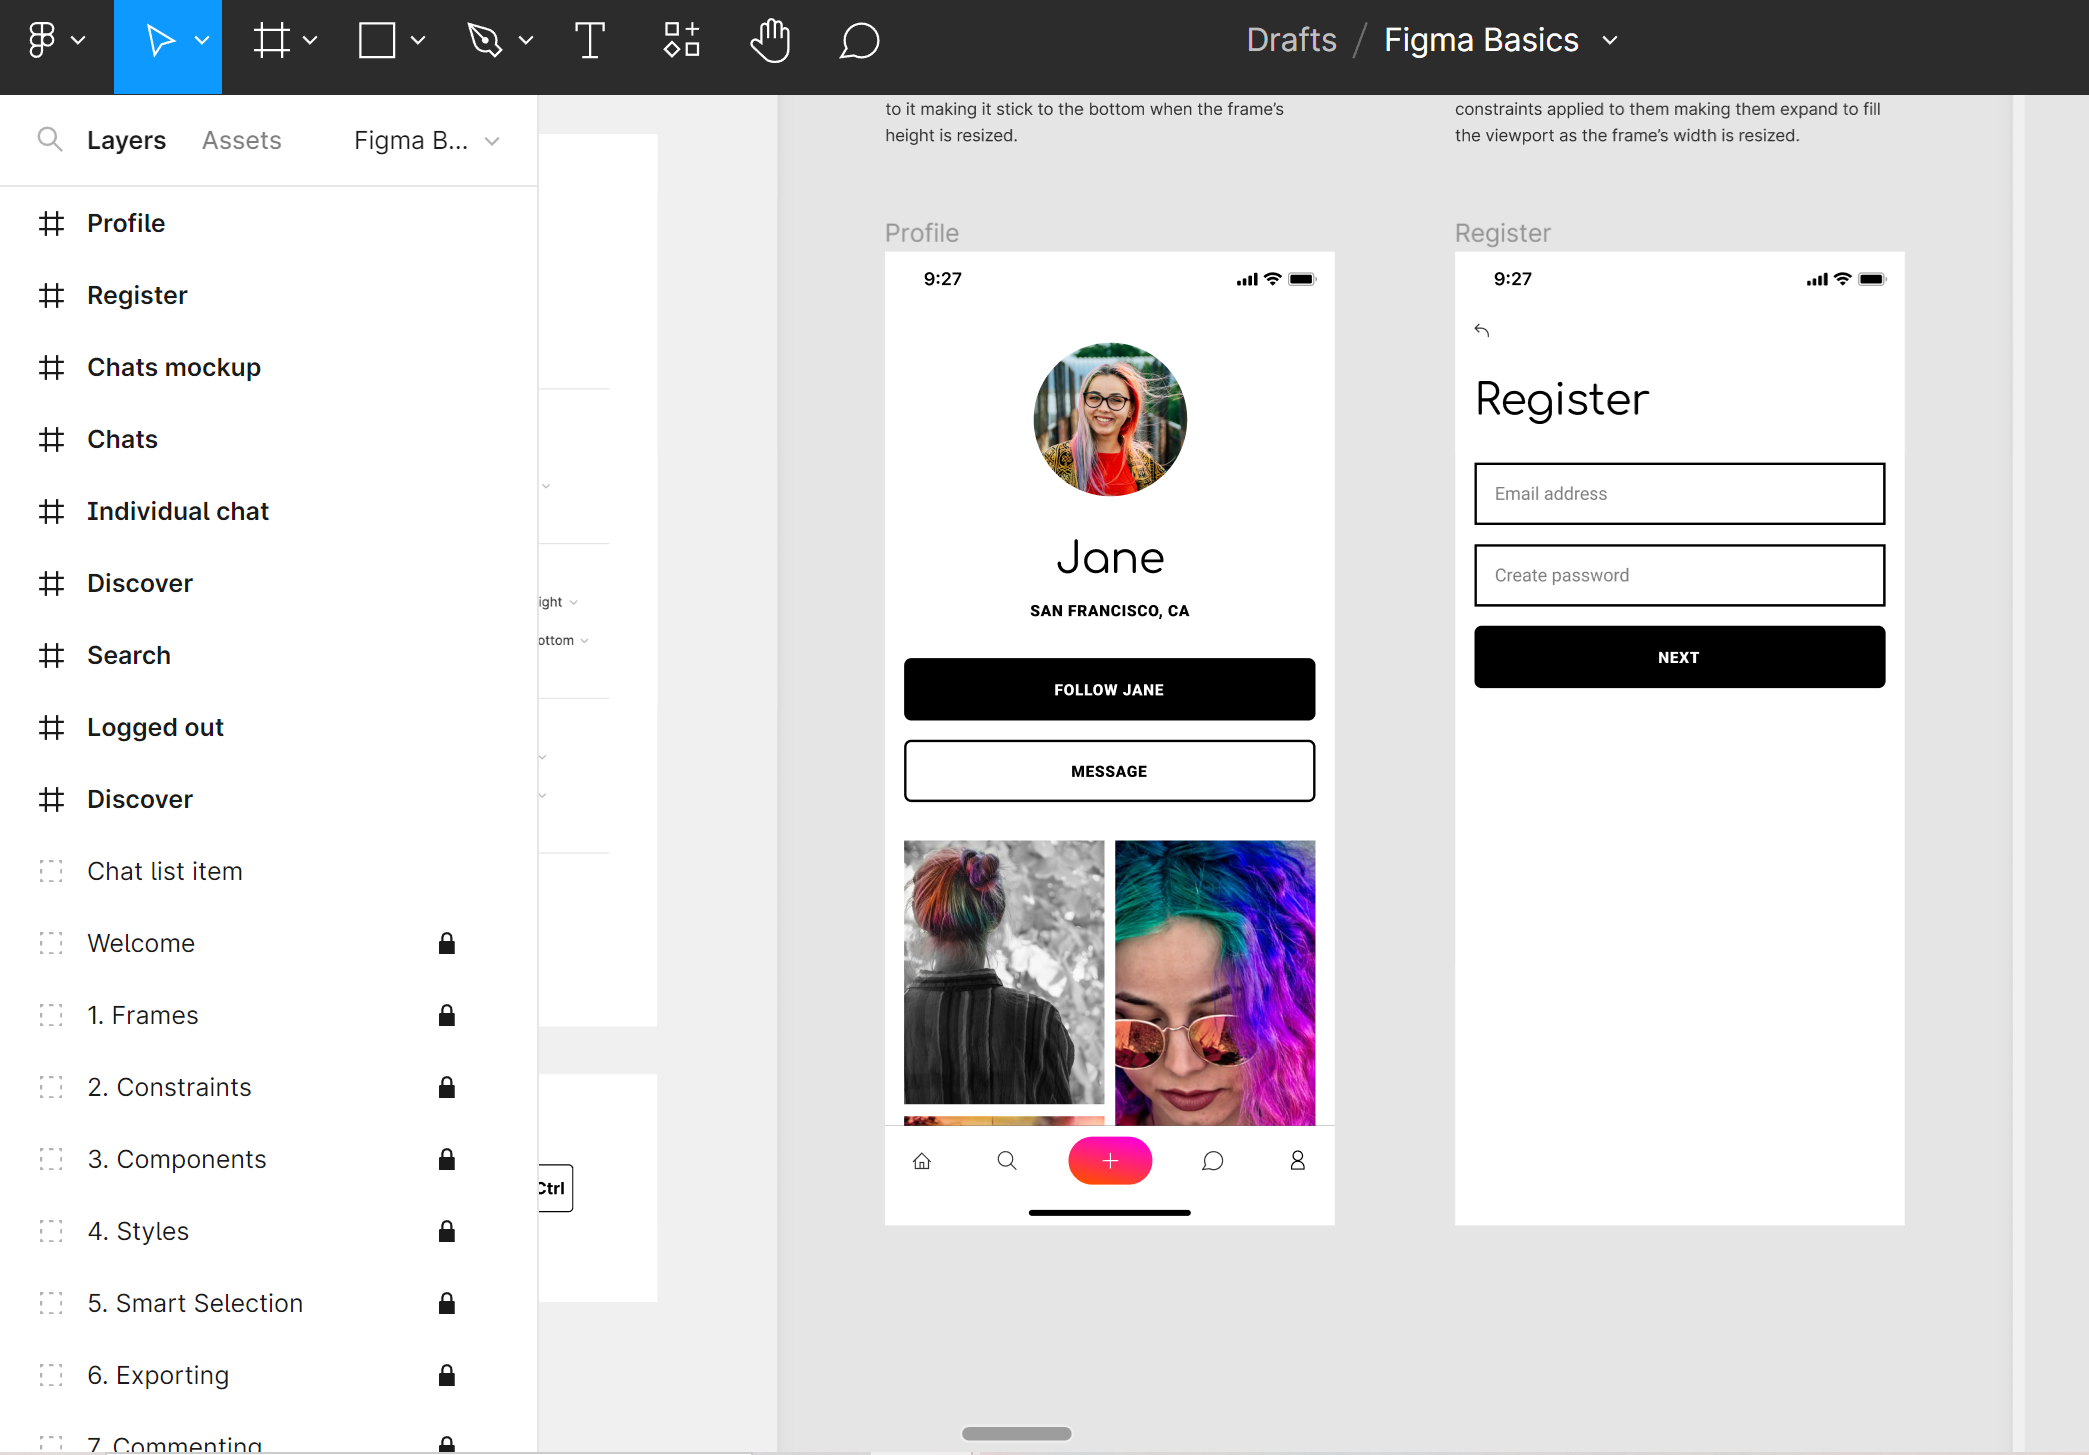 Drafts / Figma Basics
Layers Assets Figma B...
Profile
Register
Chats mockup
Chats
Individual chat
Discover
Search
Logged out
Discover
Chat list item
Welcome
1. Frames
2. Constraints
3. Components
4. Styles
5. Smart Selection
6. Exporting
7. Commenting
ight
ottom
Ctrl
to it making it stick to the bottom when the frame’s
height is resized.
constraints applied to them making them expand to fill
the viewport as the frame’s width is resized.
Profile
9:27
Jane
SAN FRANCISCO, CA
FOLLOW JANE
MESSAGE
Register
9:27
Register
Email address
Create password
NEXT